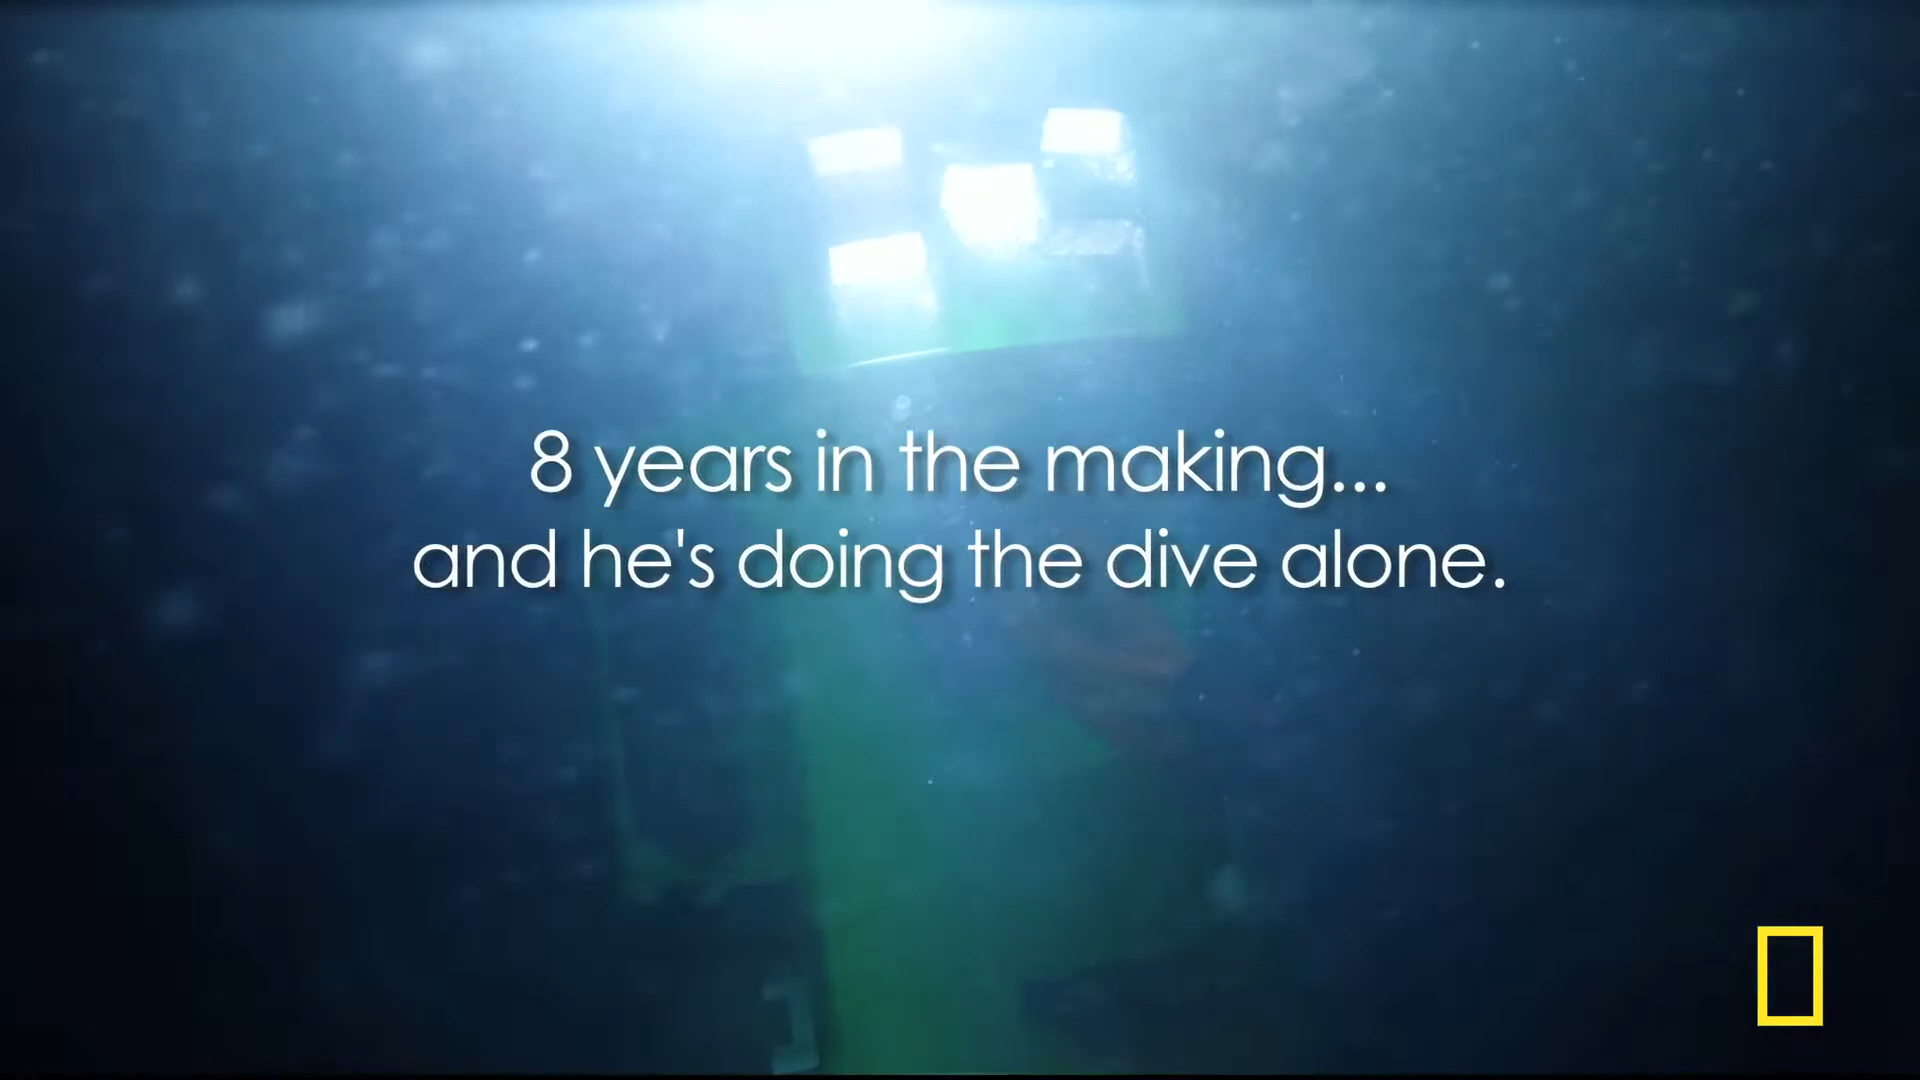 8 years in the making...
and he's doing the dive alone.